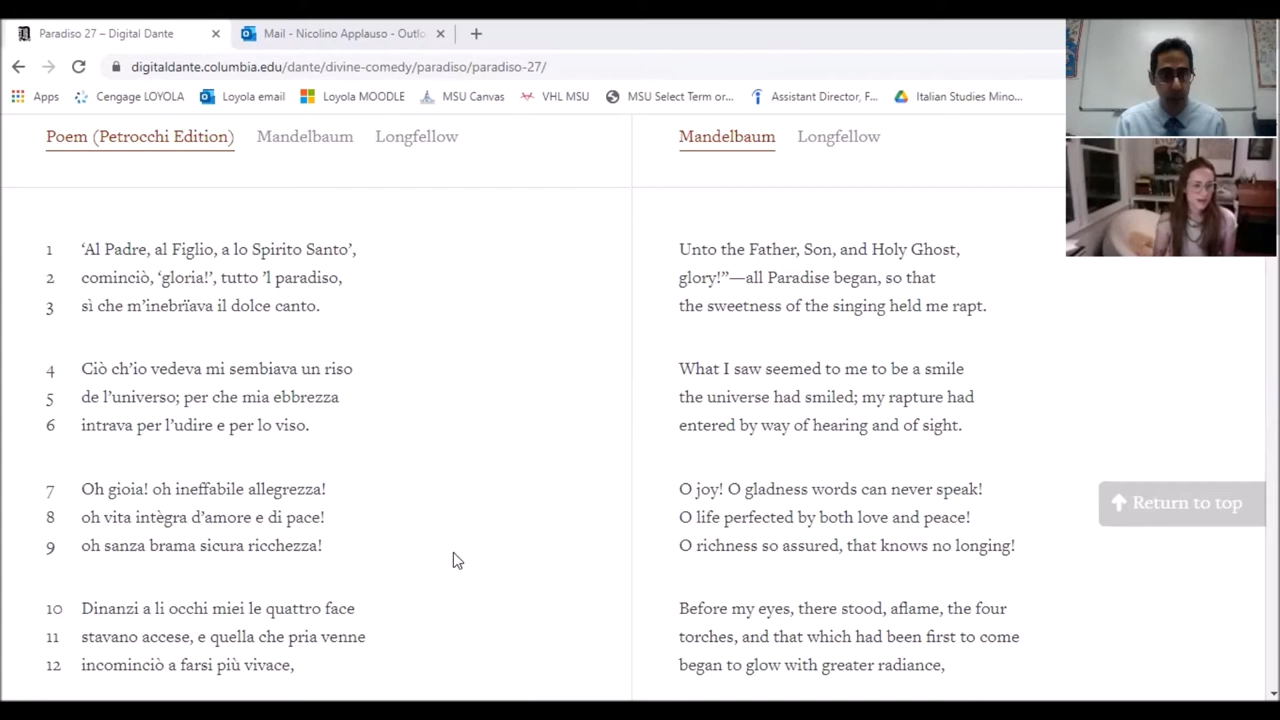 Paradiso 27 – Digital Dante
Mail - Nicolino Applauso - Outlo
digitaldante.columbia.edu/dante/divine-comedy/paradiso/paradiso-27/
Apps
Cengage LOYOLA
Loyola email
Loyola MOODLE
MSU Canvas
VHL MSU
MSU Select Term or...
Assistant Director, F...
Italian Studies Mino...
Poem (Petrocchi Edition) Mandelbaum Longfellow
1 ‘Al Padre, al Figlio, a lo Spirito Santo’,
2 cominciò, ‘gloria!’, tutto ’l paradiso,
3 sì che m’inebrïava il dolce canto.
4 Ciò ch’io vedeva mi sembiava un riso
5 de l’universo; per che mia ebbrezza
6 intrava per l’udire e per lo viso.
7 Oh gioia! oh ineffabile allegrezza!
8 oh vita intègra d’amore e di pace!
9 oh sanza brama sicura ricchezza!
10 Dinanzi a li occhi miei le quattro face
11 stavano accese, e quella che pria venne
12 incominciò a farsi più vivace,
Mandelbaum Longfellow
Unto the Father, Son, and Holy Ghost,
glory!”—all Paradise began, so that
the sweetness of the singing held me rapt.
What I saw seemed to me to be a smile
the universe had smiled; my rapture had
entered by way of hearing and of sight.
O joy! O gladness words can never speak!
O life perfected by both love and peace!
O richness so assured, that knows no longing!
Before my eyes, there stood, aflame, the four
torches, and that which had been first to come
began to glow with greater radiance,
Return to top